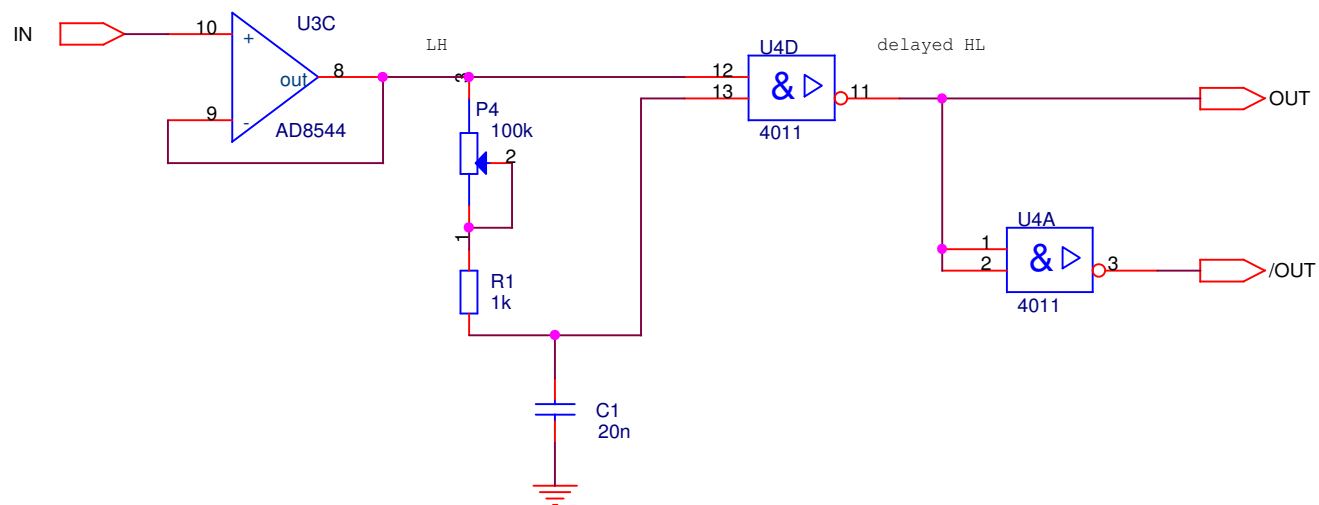 IN
10
+
U3C
out
8
9
-
AD8544
LH
3
P4
100k
2
1
R1
1k
C1
20n
U4D
12
13
&
11
4011
delayed HL
OUT
U4A
1
2
&
3
4011
/OUT